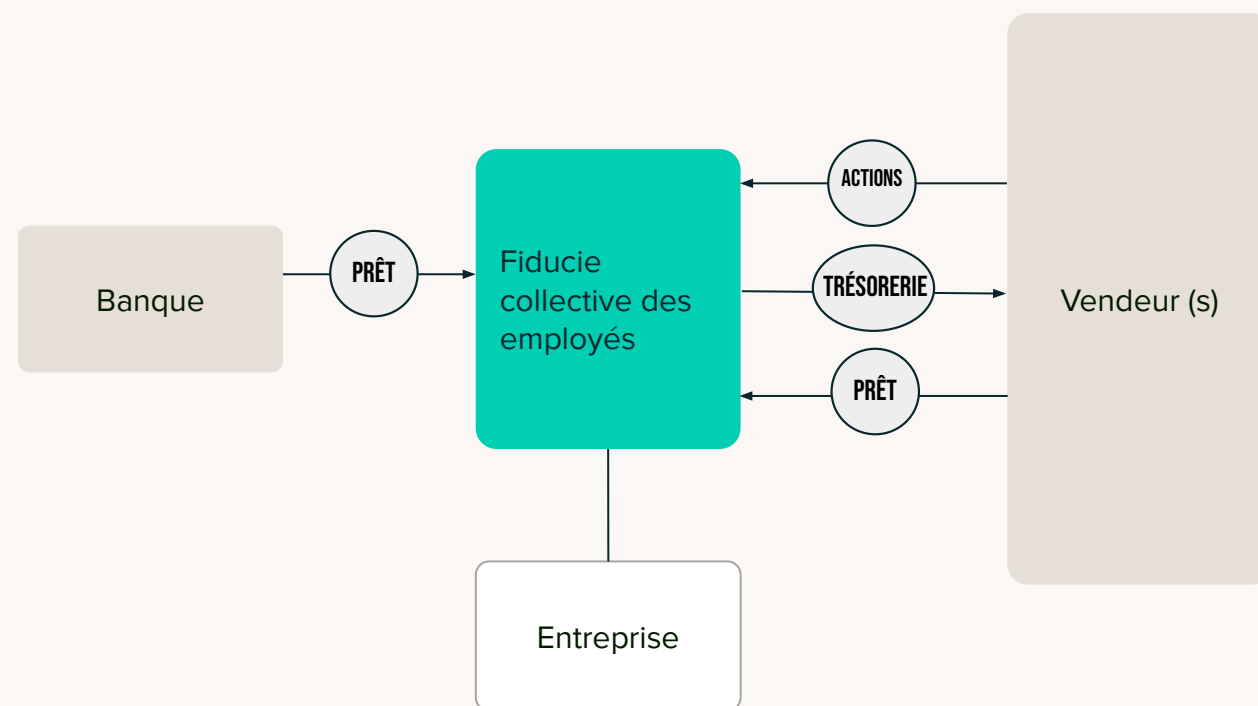 ACTIONS
Banque
PRÊT
Fiducie
collective des
employés
TRÉSORERIE
Vendeur (s)
PRÊT
Entreprise